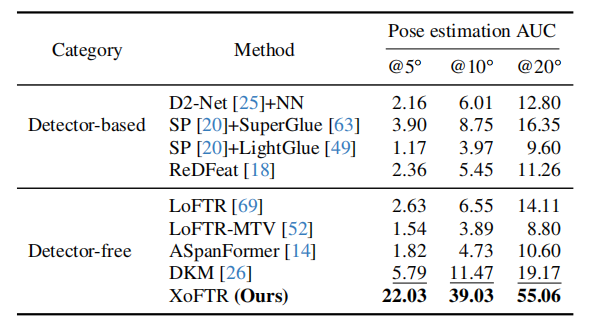 Category Method Pose estimation AUC
@5° @10° @20°
D2-Net [25]+NN 2.16 6.01 12.80
Detector-based SP [20]+SuperGlue [63] 3.90 8.75 16.35
SP [20]+LightGlue [49] 1.17 3.97 9.60
ReDFeat [18] 2.36 5.45 11.26
LoFTR [69] 2.63 6.55 14.11
LoFTR-MTV [52] 1.54 3.89 8.80
Detector-free ASpanFormer [14] 1.82 4.73 10.60
DKM [26] 5.79 11.47 19.17
XoFTR (Ours) 22.03 39.03 55.06